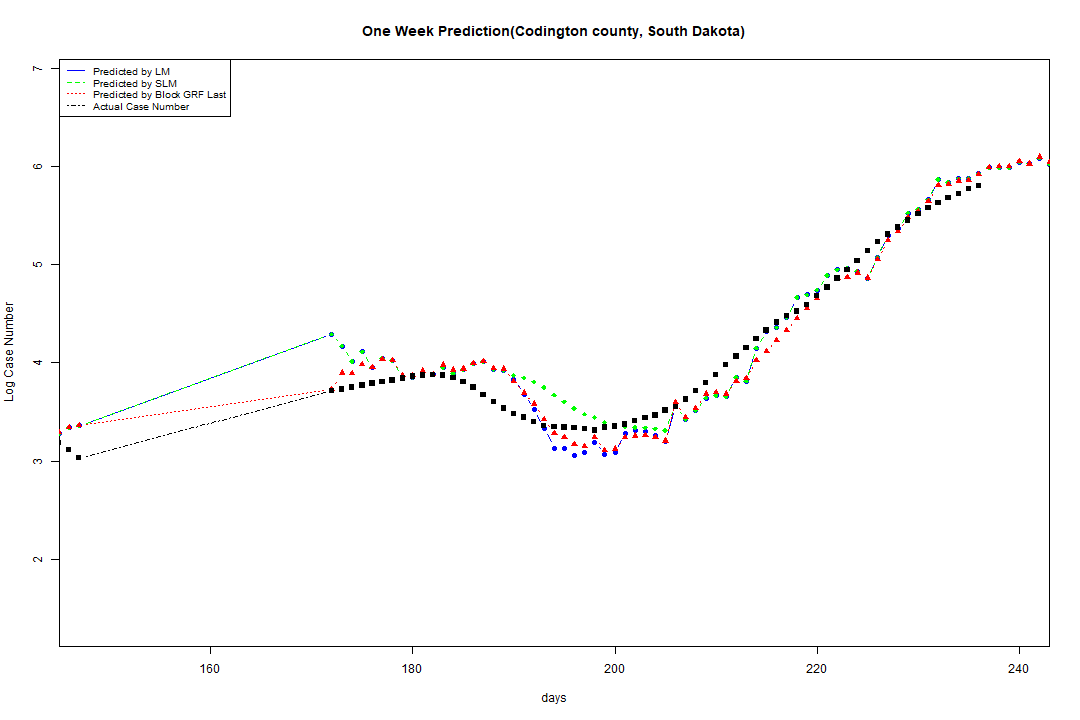 One Week Prediction(Codington county, South Dakota)
Predicted by LM
Predicted by SLM
Predicted by Block GRF Last
Actual Case Number
7
6
5
4
3
2
Log Case Number
160 180 200 220 240
days